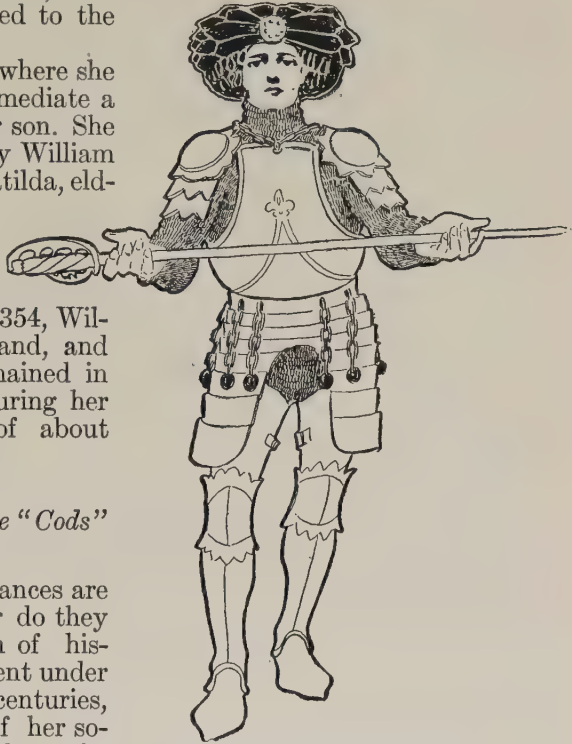 ed to the
where she
mediate a
son. She
y William
tilda, eld-
354, Wil-
and, and
ained in
uring her
of about
e "Cods"
ances are
do they
of his-
ent under
centuries,
f her so-